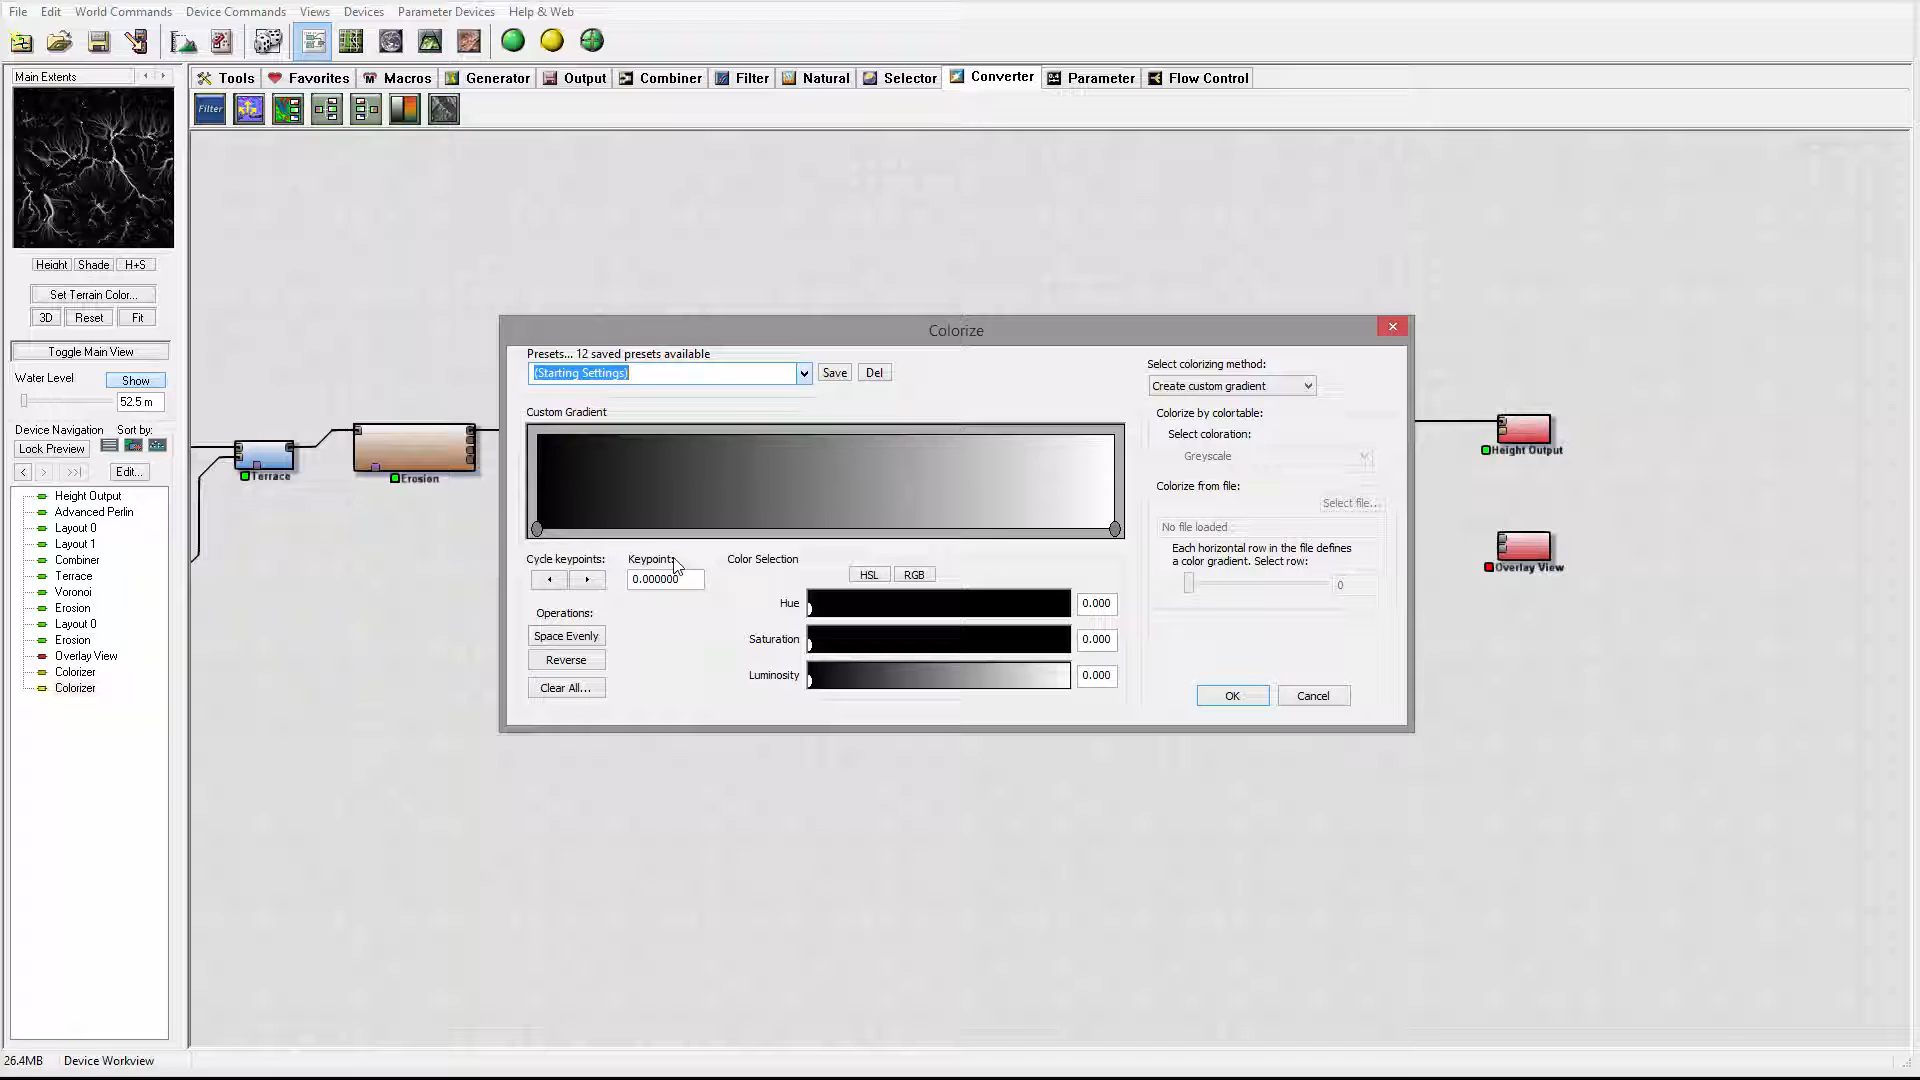 File Edit World Commands Device Commands Views Devices Parameter Devices Help & Web
Main Extents
Tools Favorites Macros Generator Output Combiner Filter Natural Selector Converter Parameter Flow Control
Filter
Height Shade H+S
Set Terrain Color...
3D Reset Fit
Toggle Main View
Water Level Show
52.5 m
Device Navigation Sort by:
Lock Preview
< > >>| Edit...
Height Output
Advanced Perlin
Layout 0
Layout 1
Combiner
Terrace
Voronoi
Erosion
Layout 0
Erosion
Overlay View
Colorizer
Colorizer
Terrace
Erosion
Colorize
Presets... 12 saved presets available
(Starting Settings) Save Del
Custom Gradient
Cycle keypoints: Keypoint:
0.000000
Operations:
Space Evenly
Reverse
Clear All...
Color Selection
HSL RGB
Hue 0.000
Saturation 0.000
Luminosity 0.000
Select colorizing method:
Create custom gradient
Colorize by colortable:
Select coloration:
Greyscale
Colorize from file:
Select file...
No file loaded
Each horizontal row in the file defines
a color gradient. Select row:
0
OK Cancel
Height Output
Overlay View
26.4MB Device Workview